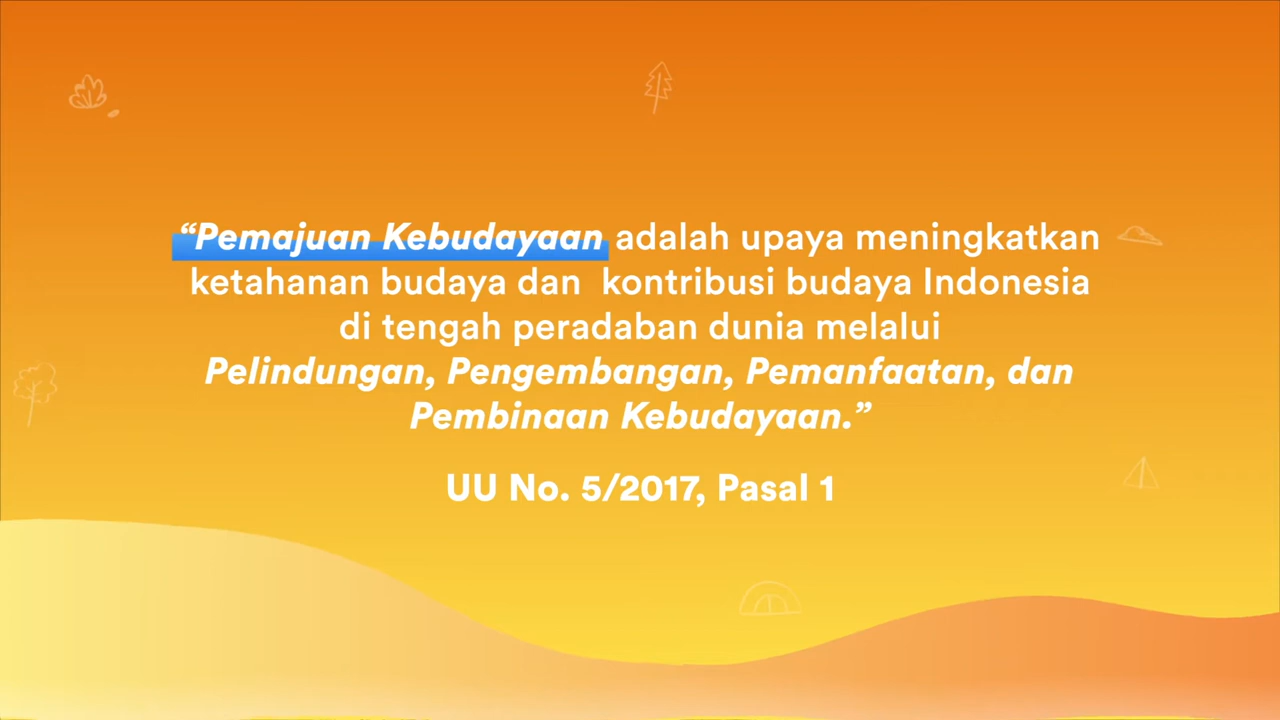 “Pemajuan Kebudayaan adalah upaya meningkatkan
ketahanan budaya dan kontribusi budaya Indonesia
di tengah peradaban dunia melalui
Pelindungan, Pengembangan, Pemanfaatan, dan
Pembinaan Kebudayaan.”
UU No. 5/2017, Pasal 1